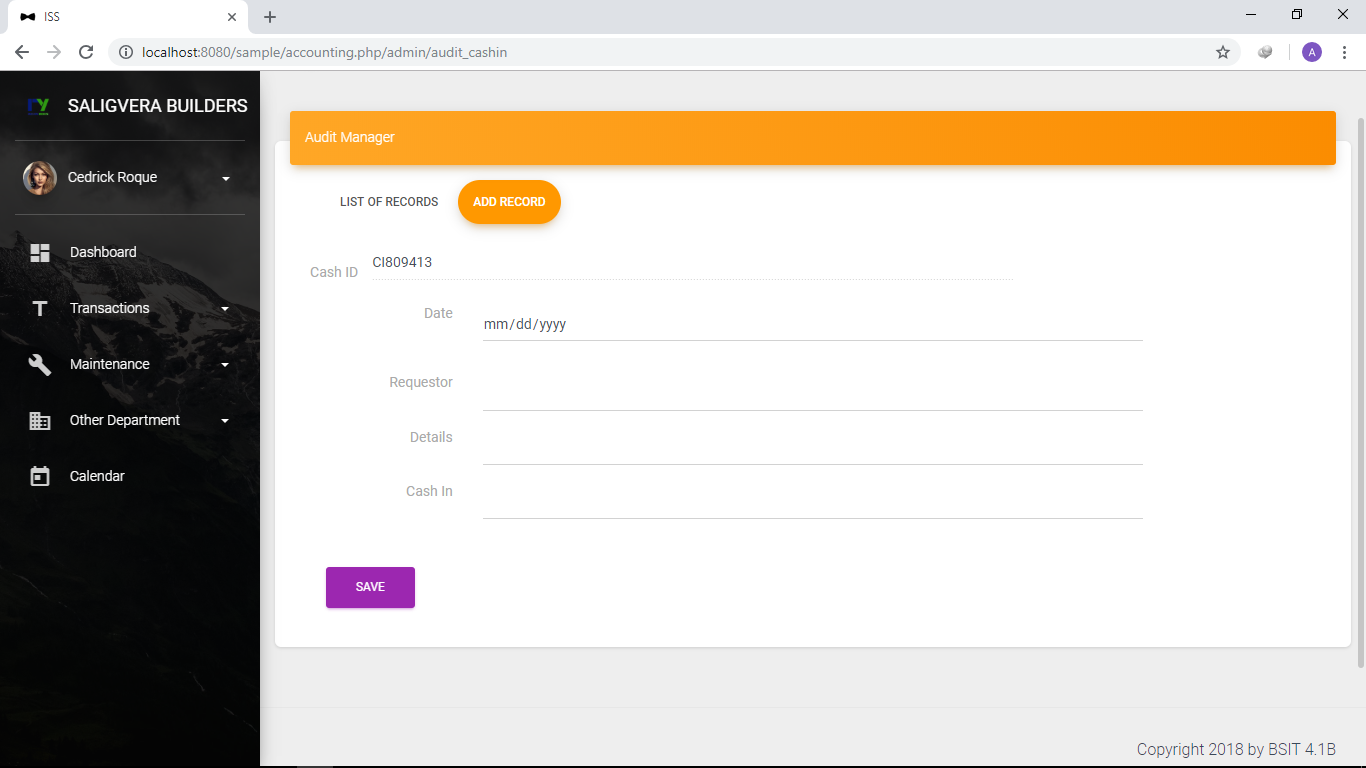 ISS
localhost:8080/sample/accounting.php/admin/audit_cashin
A
SALIGVERA BUILDERS
Cedrick Roque
Dashboard
Transactions
Maintenance
Other Department
Calendar
Audit Manager
LIST OF RECORDS ADD RECORD
Cash ID CI809413
Date mm/dd/yyyy
Requestor
Details
Cash In
SAVE
Copyright 2018 by BSIT 4.1B